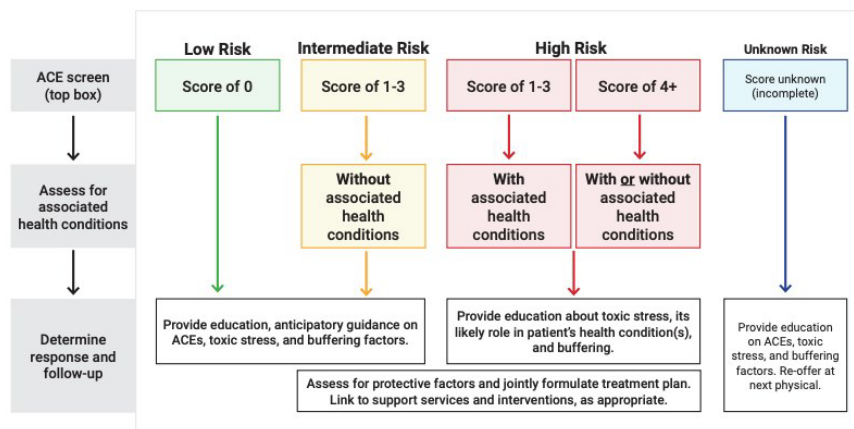 Low Risk
Intermediate Risk
High Risk
Unknown Risk
ACE screen
(top box)
Score of 0
Score of 1-3
Score of 1-3
Score of 4+
Score unknown
(incomplete)
Assess for
associated
health conditions
Without
associated
health
conditions
With
associated
health
conditions
With or without
associated
health
conditions
Determine
response and
follow-up
Provide education, anticipatory guidance on
ACEs, toxic stress, and buffering factors.
Provide education about toxic stress, its
likely role in patient's health condition(s),
and buffering.
Provide education
on ACEs, toxic
stress, and buffering
factors. Re-offer at
next physical.
Assess for protective factors and jointly formulate treatment plan.
Link to support services and interventions, as appropriate.